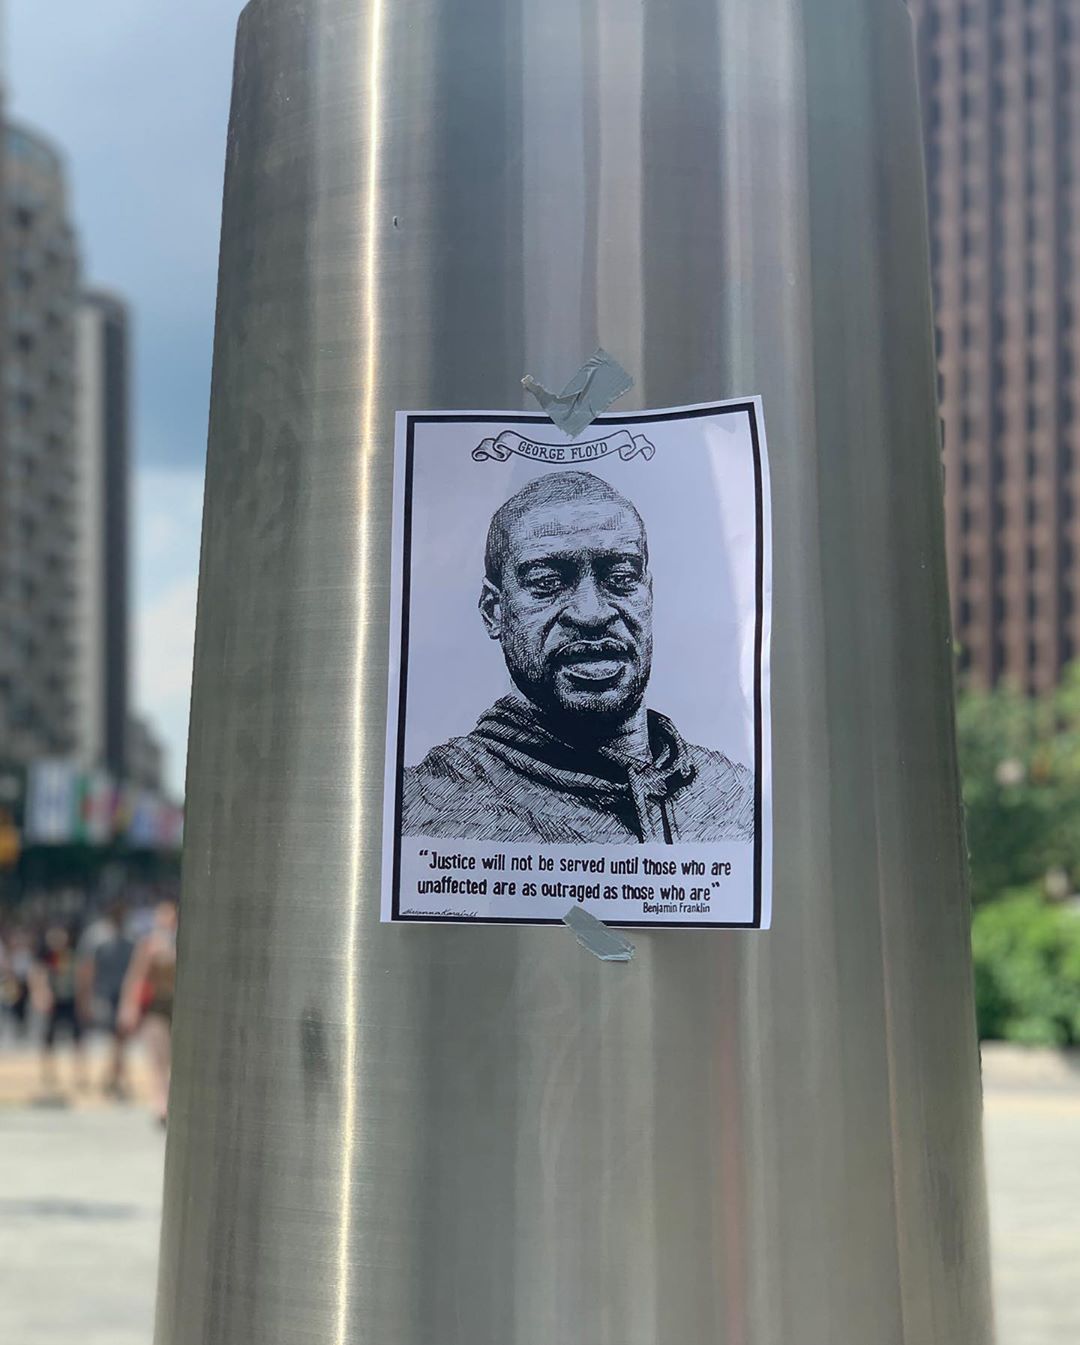 GEORGE FLOYD
“Justice will not be served until those who are
unaffected are as outraged as those who are”
Benjamin Franklin